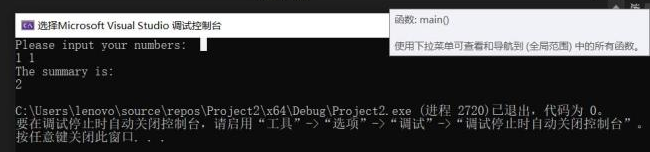 选择Microsoft Visual Studio 调试控制台
函数: main()
使用下拉菜单可查看和导航到 (全局范围) 中的所有函数。
Please input your numbers:
1 1
The summary is:
2
C:\Users\lenovo\source\repos\Project2\x64\Debug\Project2.exe (进程 2720)已退出，代码为 0。
要在调试停止时自动关闭控制台，请启用“工具”->“选项”->“调试”->“调试停止时自动关闭控制台”。
按任意键关闭此窗口. . .